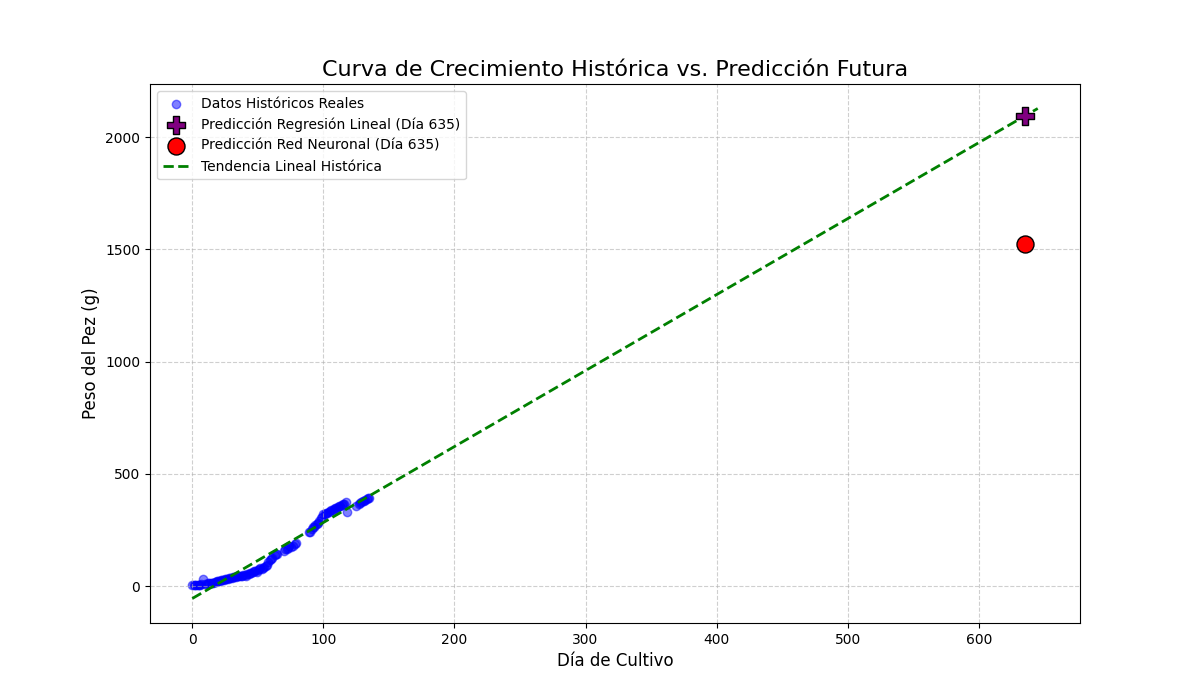 Curva de Crecimiento Histórica vs. Predicción Futura
Datos Históricos Reales
Predicción Regresión Lineal (Día 635)
Predicción Red Neuronal (Día 635)
Tendencia Lineal Histórica
Peso del Pez (g)
2000
1500
1000
500
0
0 100 200 300 400 500 600
Día de Cultivo